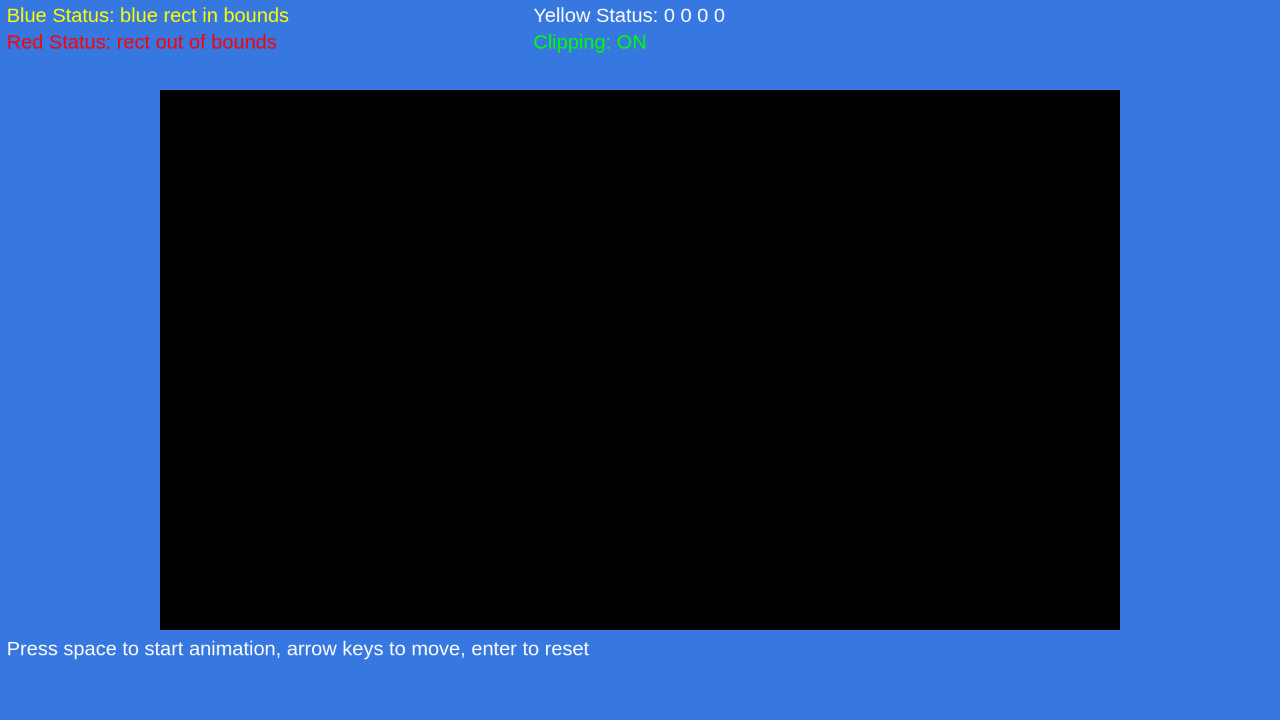 Blue Status: blue rect in bounds
Yellow Status: 0 0 0 0
Red Status: rect out of bounds
Clipping: ON
Press space to start animation, arrow keys to move, enter to reset